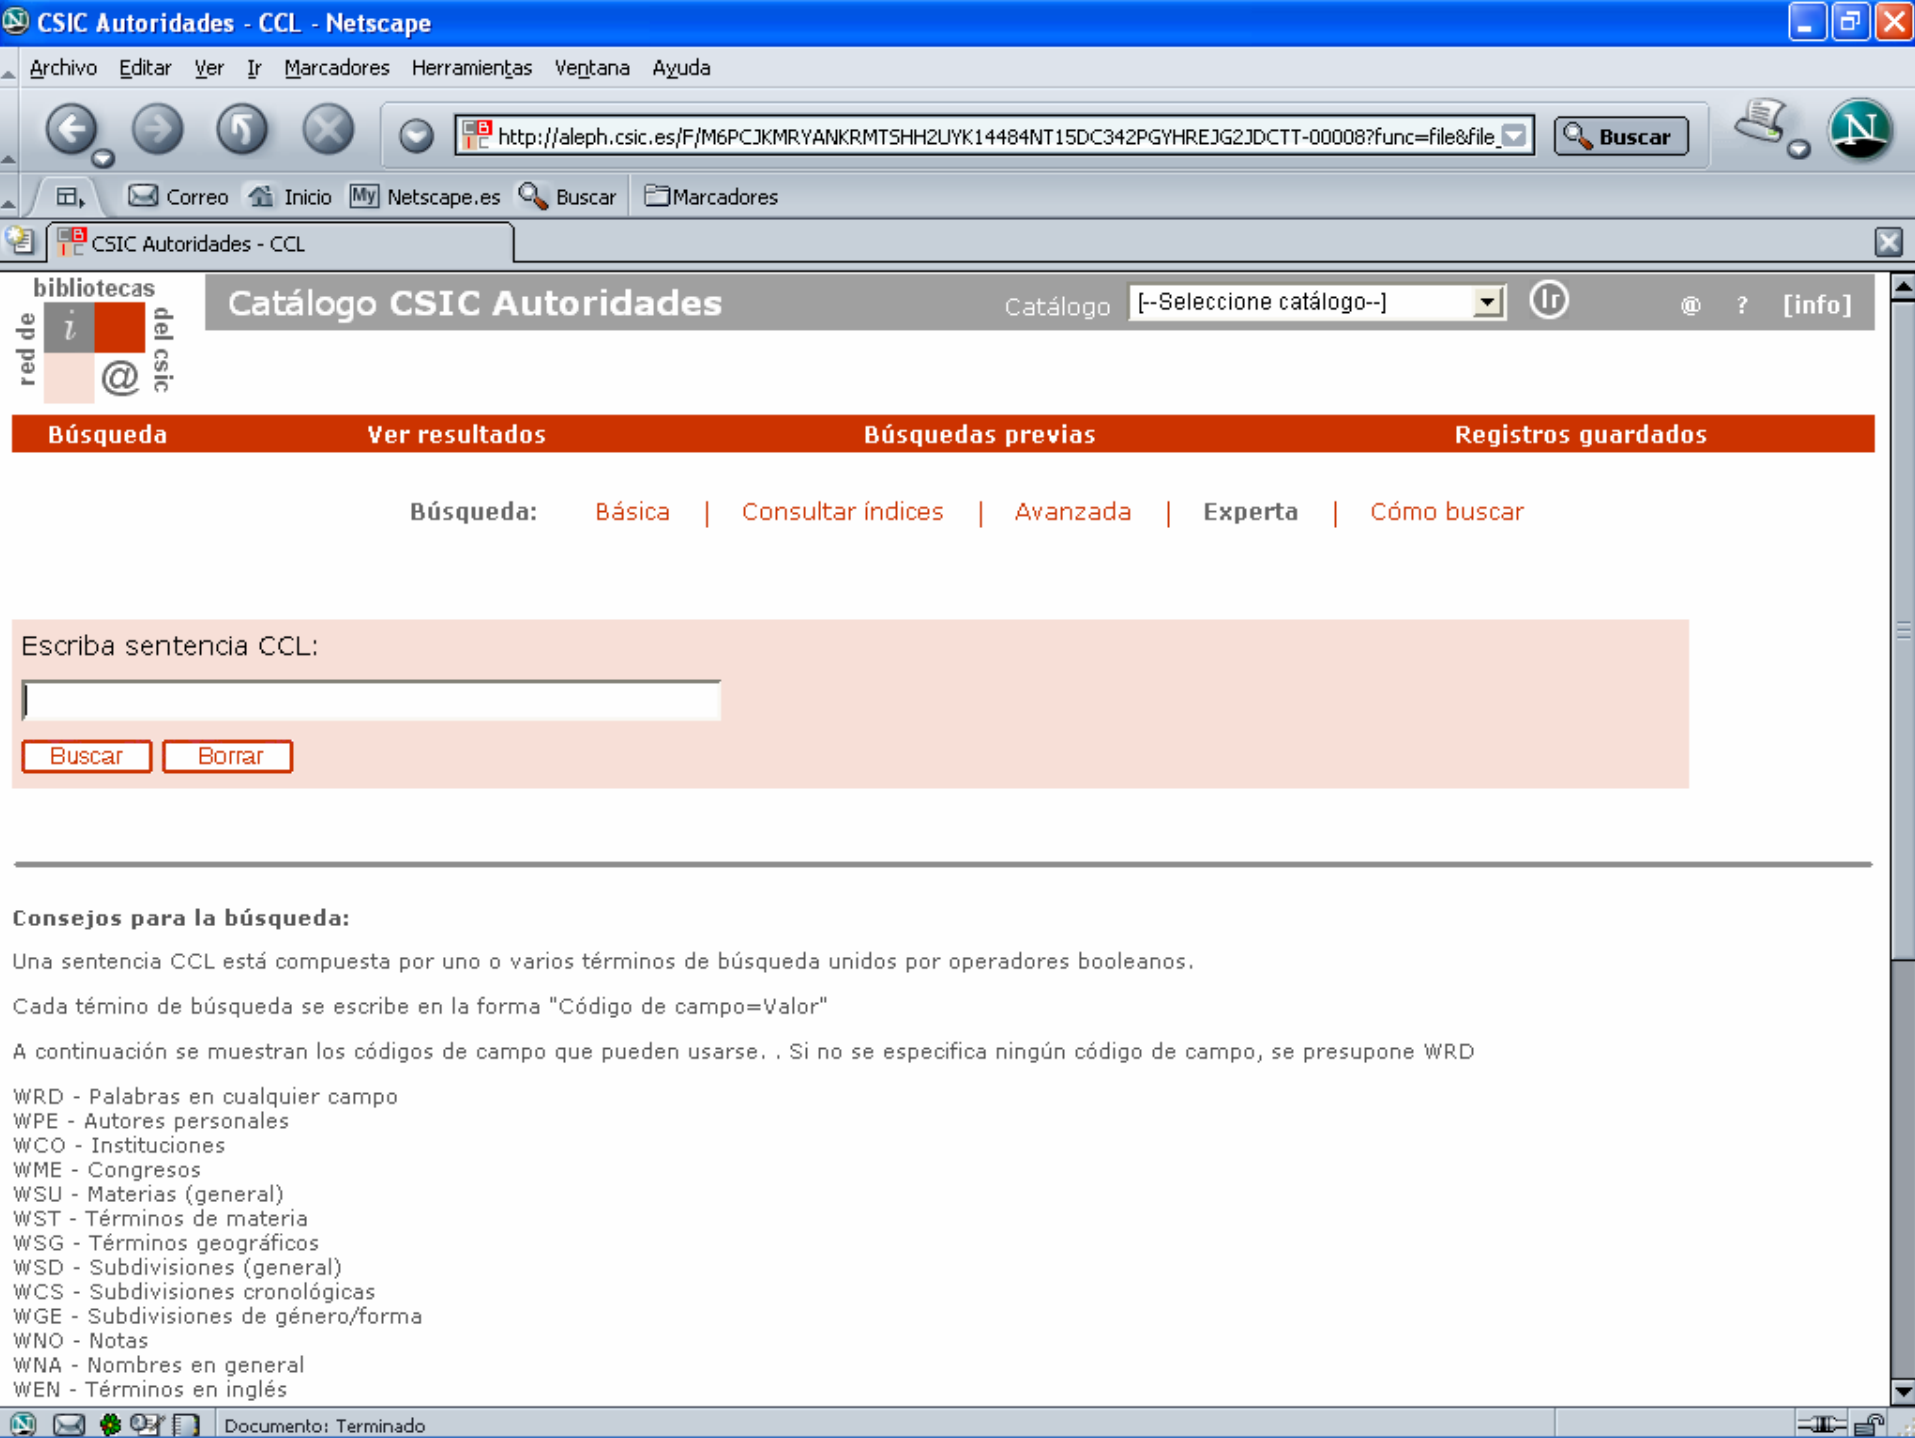 CSIC Autoridades - CCL - Netscape
Archivo Editar Ver Ir Marcadores Herramientas Ventana Ayuda
http://aleph.csic.es/F/M6PCJKMRYANKRMTSHH2UYK14484NT15DC342PGYHREJG2JDCTT-00008?func=file&file_ Buscar N
Correo Inicio My Netscape.es Buscar Marcadores
CSIC Autoridades - CCL
red de bibliotecas del csic
i
@
Catálogo CSIC Autoridades Catálogo [--Seleccione catálogo--] Ir @ ? [info]
Búsqueda Ver resultados Búsquedas previas Registros guardados
Búsqueda: Básica | Consultar índices | Avanzada | Experta | Cómo buscar
Escriba sentencia CCL:
Buscar Borrar
Consejos para la búsqueda:
Una sentencia CCL está compuesta por uno o varios términos de búsqueda unidos por operadores booleanos.
Cada témino de búsqueda se escribe en la forma "Código de campo=Valor"
A continuación se muestran los códigos de campo que pueden usarse. . Si no se especifica ningún código de campo, se presupone WRD
WRD - Palabras en cualquier campo
WPE - Autores personales
WCO - Instituciones
WME - Congresos
WSU - Materias (general)
WST - Términos de materia
WSG - Términos geográficos
WSD - Subdivisiones (general)
WCS - Subdivisiones cronológicas
WGE - Subdivisiones de género/forma
WNO - Notas
WNA - Nombres en general
WEN - Términos en inglés
Documento: Terminado